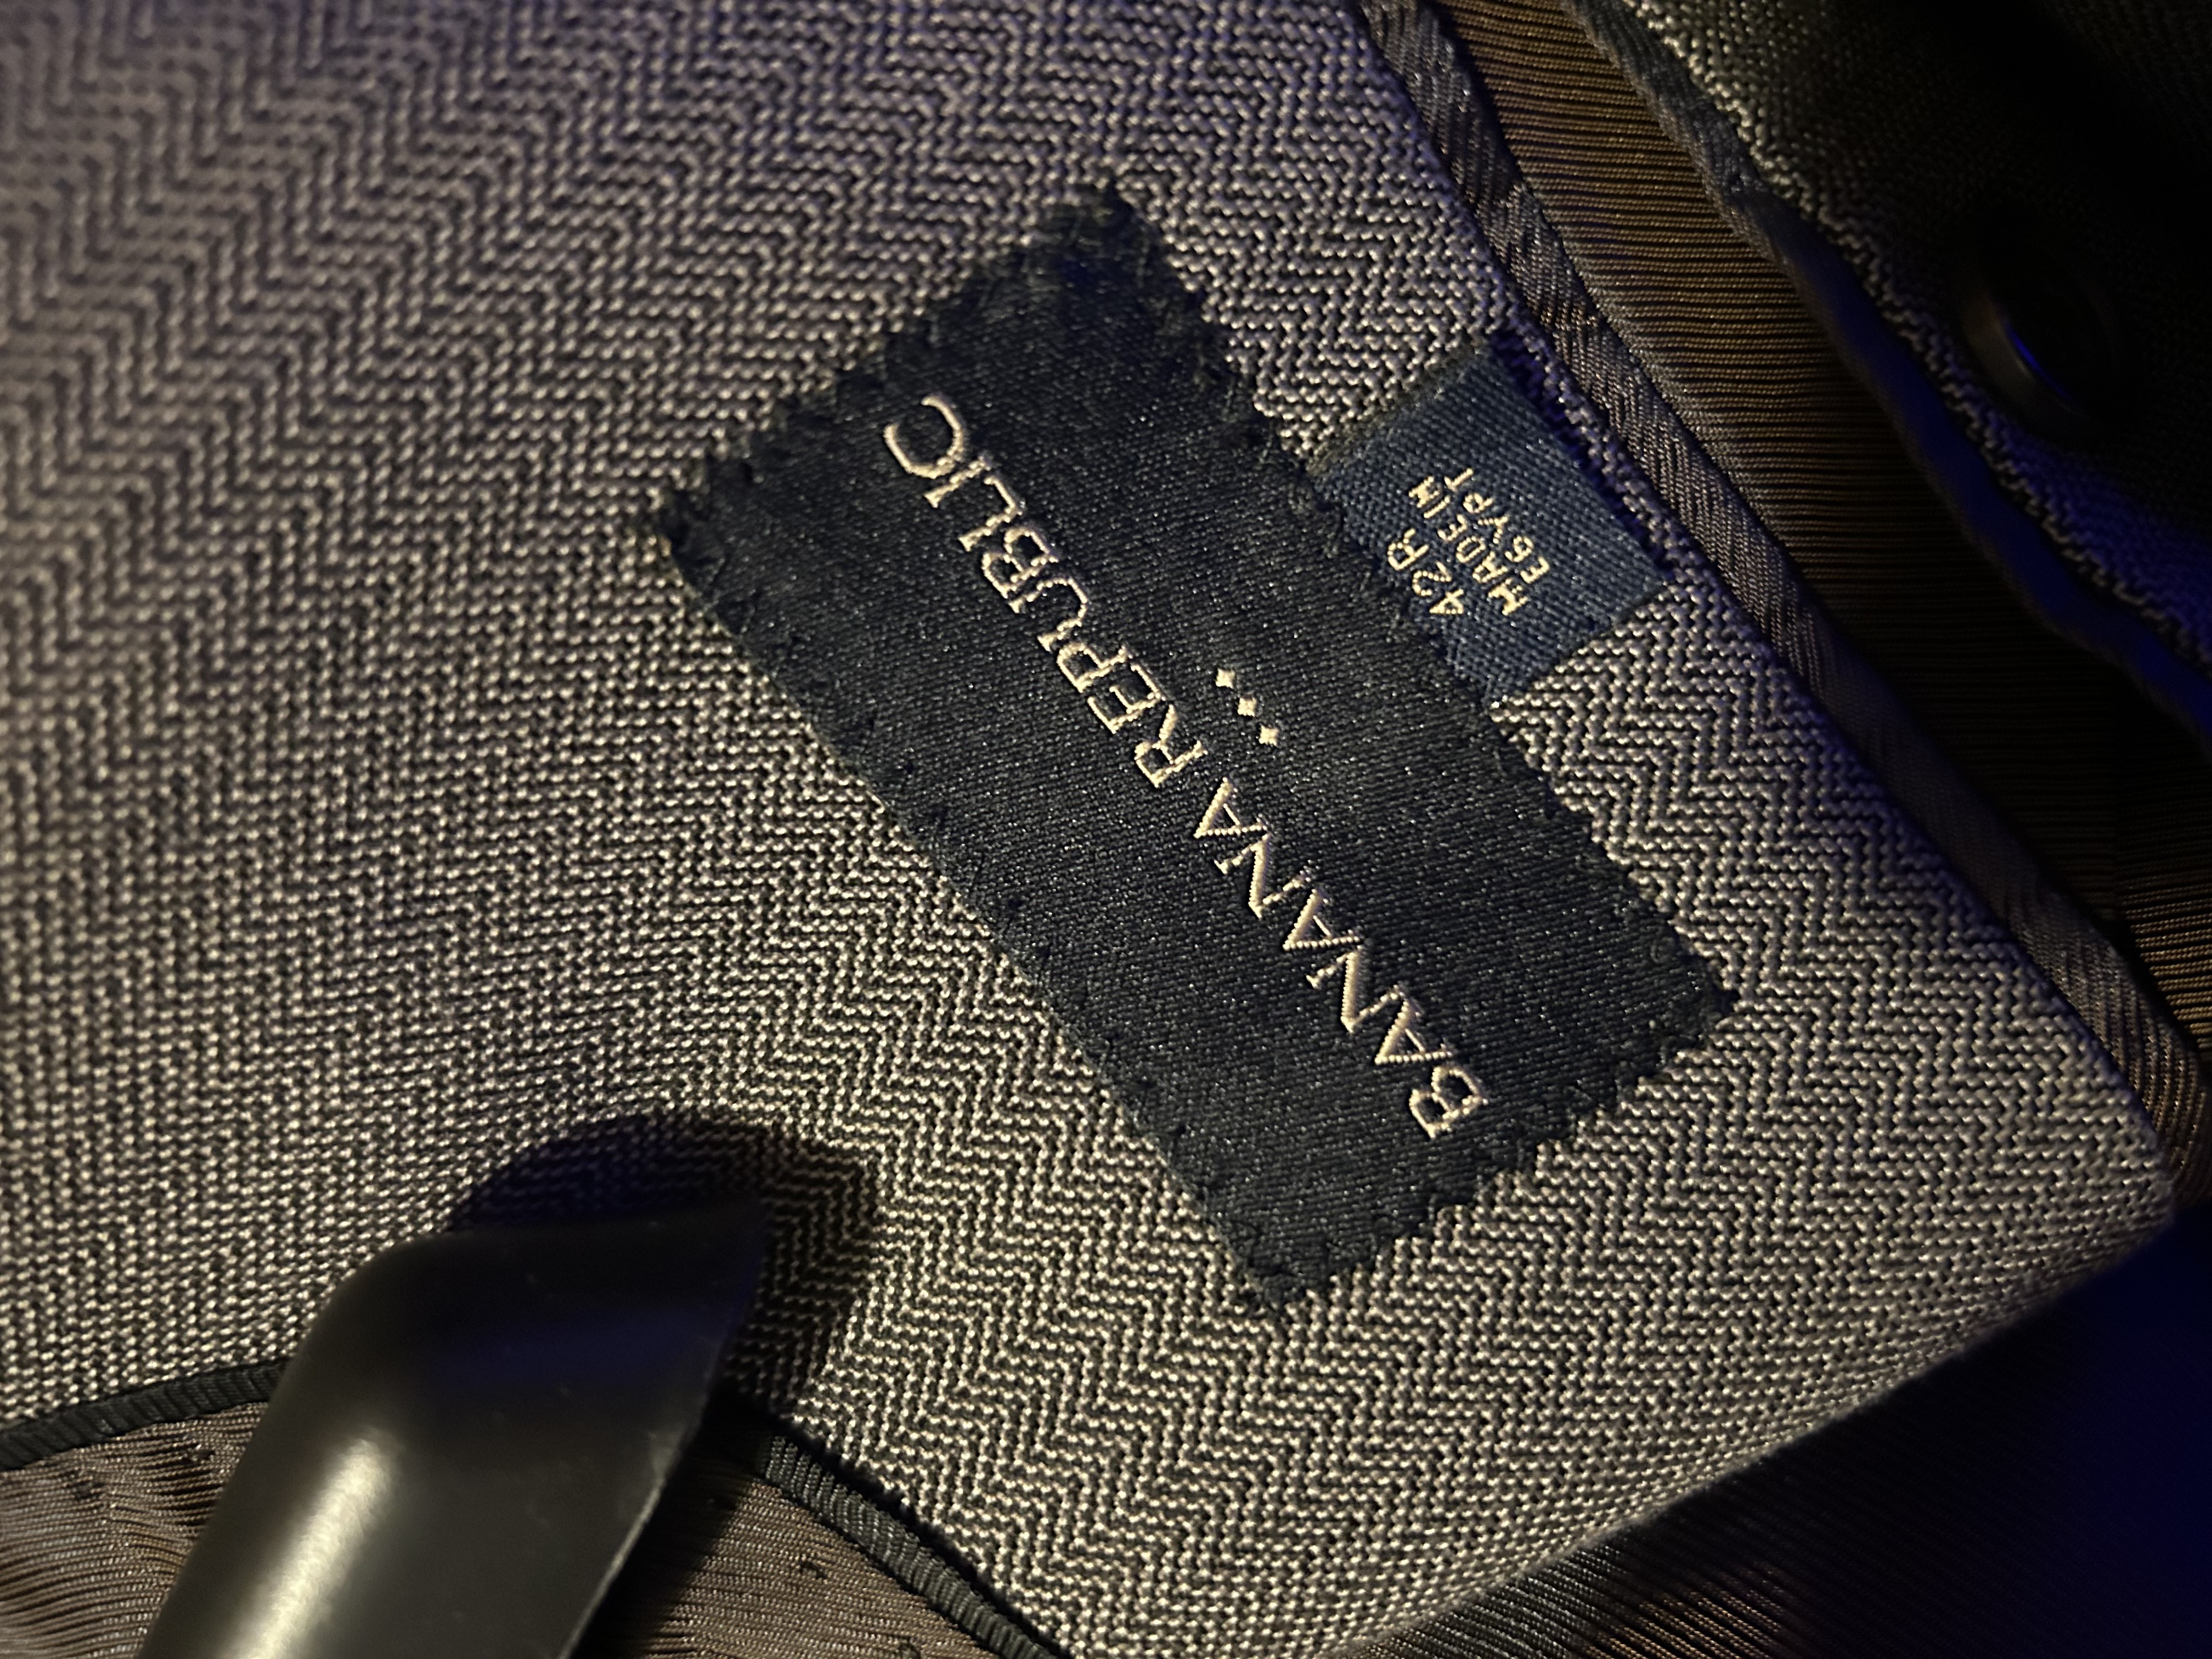 BANANA REPUBLIC
42R
MADE IN
EGYPT